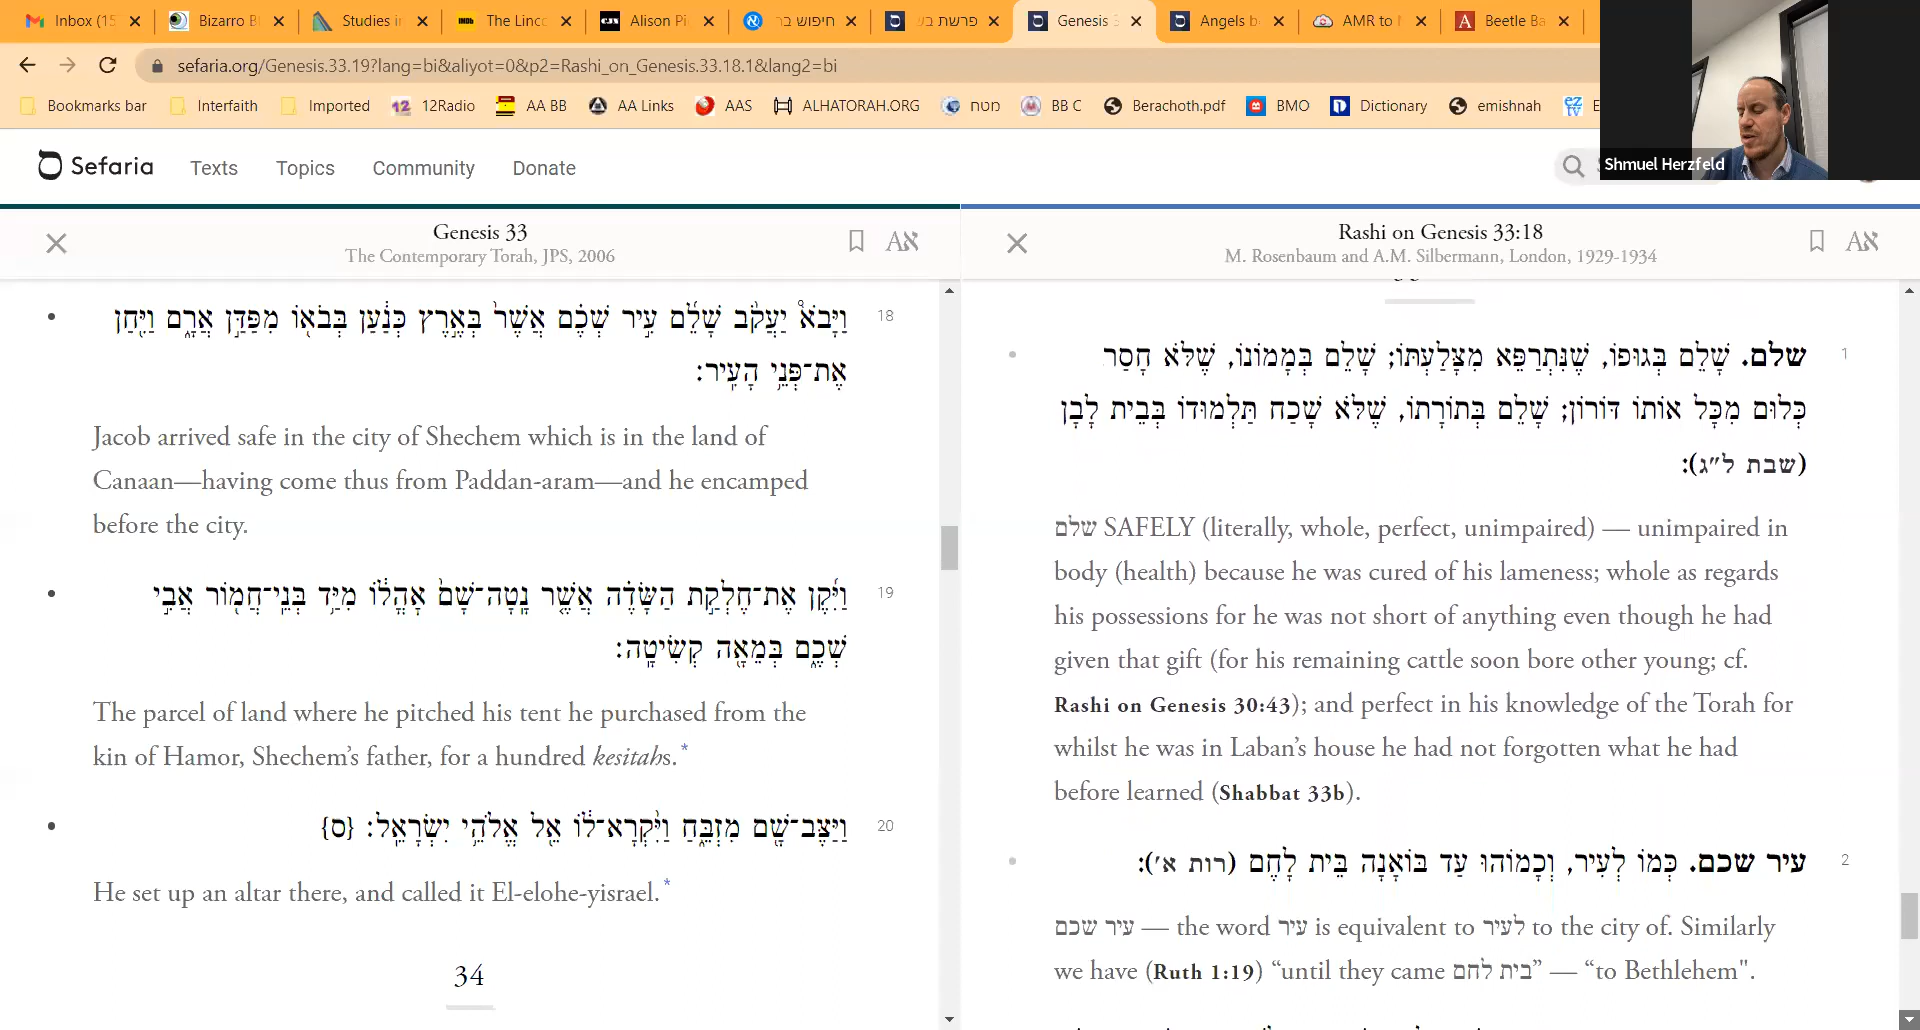 Inbox (15
Bizarro B
Studies in
The Linco
Alison Pi
חיפוש בר
פרשת בש
Genesis 3
Angels b
AMR to
Beetle Ba
sefaria.org/Genesis.33.19?lang=bi&aliyot=0&p2=Rashi_on_Genesis.33.18.1&lang2=bi
Bookmarks bar Interfaith Imported 12Radio AA BB AA Links AAS ALHATORAH.ORG מטח BB C Berachoth.pdf BMO Dictionary emishnah
Shmuel Herzfeld
Sefaria Texts Topics Community Donate
Genesis 33
The Contemporary Torah, JPS, 2006
אA
18
וַיָּבֹא֩ יַעֲקֹ֨ב שָׁלֵ֜ם עִ֣יר שְׁכֶ֗ם אֲשֶׁר֙ בְּאֶ֣רֶץ כְּנַ֔עַן בְּבֹא֖וֹ מִפַּדַּ֣ן אֲרָ֑ם וַיִּ֖חַן
אֶת־פְּנֵ֥י הָעִֽיר׃
Jacob arrived safe in the city of Shechem which is in the land of
Canaan—having come thus from Paddan-aram—and he encamped
before the city.
19
וַיִּ֜קֶן אֶת־חֶלְקַ֣ת הַשָּׂדֶ֗ה אֲשֶׁ֤ר נָֽטָה־שָׁם֙ אׇהֳל֔וֹ מִיַּ֥ד בְּנֵֽי־חֲמ֖וֹר אֲבִ֣י
שְׁכֶ֑ם בְּמֵאָ֖ה קְשִׂיטָֽה׃
The parcel of land where he pitched his tent he purchased from the
kin of Hamor, Shechem’s father, for a hundred kesitahs.*
20
וַיַּצֶּב־שָׁ֖ם מִזְבֵּ֑חַ וַיִּ֨קְרָא־ל֔וֹ אֵ֖ל אֱלֹהֵ֥י יִשְׂרָאֵֽל׃ {ס}
He set up an altar there, and called it El-elohe-yisrael.*
34
Rashi on Genesis 33:18
M. Rosenbaum and A.M. Silbermann, London, 1929-1934
אA
1
שלם. שָׁלֵם בְּגוּפוֹ, שֶׁנִּתְרַפֵּא מִצָּלַעְתּוֹ; שָׁלֵם בְּמָמוֹנוֹ, שֶׁלֹּא חָסַר
כְּלוּם מִכָּל אוֹתוֹ דּוֹרוֹן; שָׁלֵם בְּתוֹרָתוֹ, שֶׁלֹּא שָׁכַח תַּלְמוּדוֹ בְּבֵית לָבָן
(שבת ל״ג):
שלם SAFELY (literally, whole, perfect, unimpaired) — unimpaired in
body (health) because he was cured of his lameness; whole as regards
his possessions for he was not short of anything even though he had
given that gift (for his remaining cattle soon bore other young; cf.
Rashi on Genesis 30:43); and perfect in his knowledge of the Torah for
whilst he was in Laban’s house he had not forgotten what he had
before learned (Shabbat 33b).
2
עיר שכם. כְּמוֹ לְעִיר, וְכָמוֹהוּ עַד בּוֹאָנָה בֵּית לָחֶם (רות א׳):
עיר שכם — the word עיר is equivalent to לעיר to the city of. Similarly
we have (Ruth 1:19) “until they came בית לחם” — “to Bethlehem".